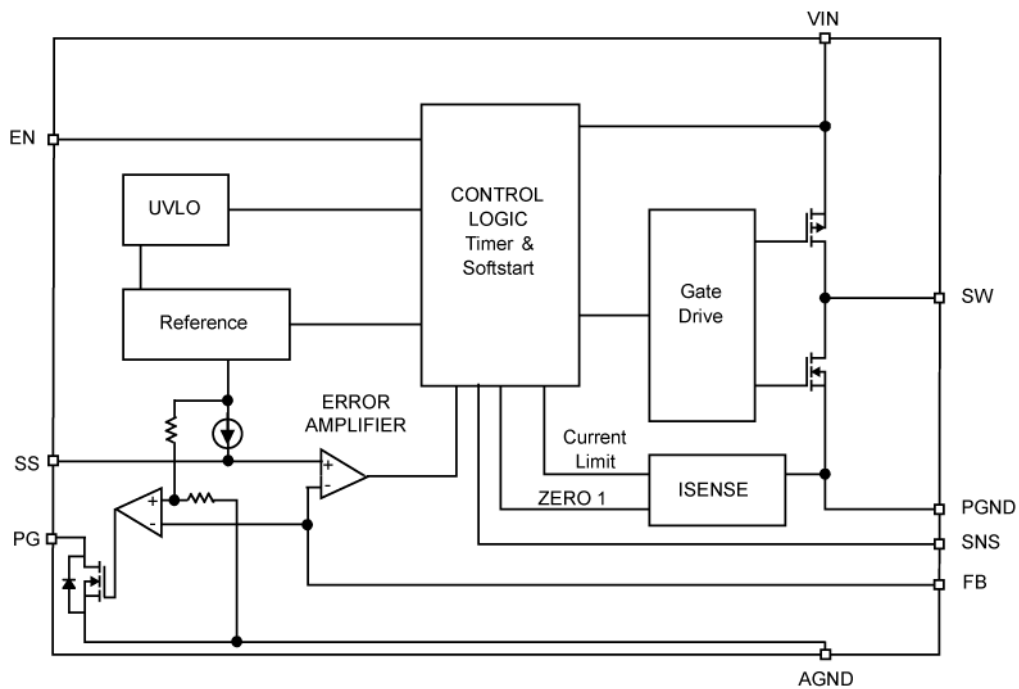 VIN
EN
UVLO
CONTROL
LOGIC
Timer &
Softstart
Reference
Gate
Drive
SW
ERROR
AMPLIFIER
SS
+
-
Current
Limit
ISENSE
ZERO 1
+
-
PG
PGND
SNS
FB
AGND